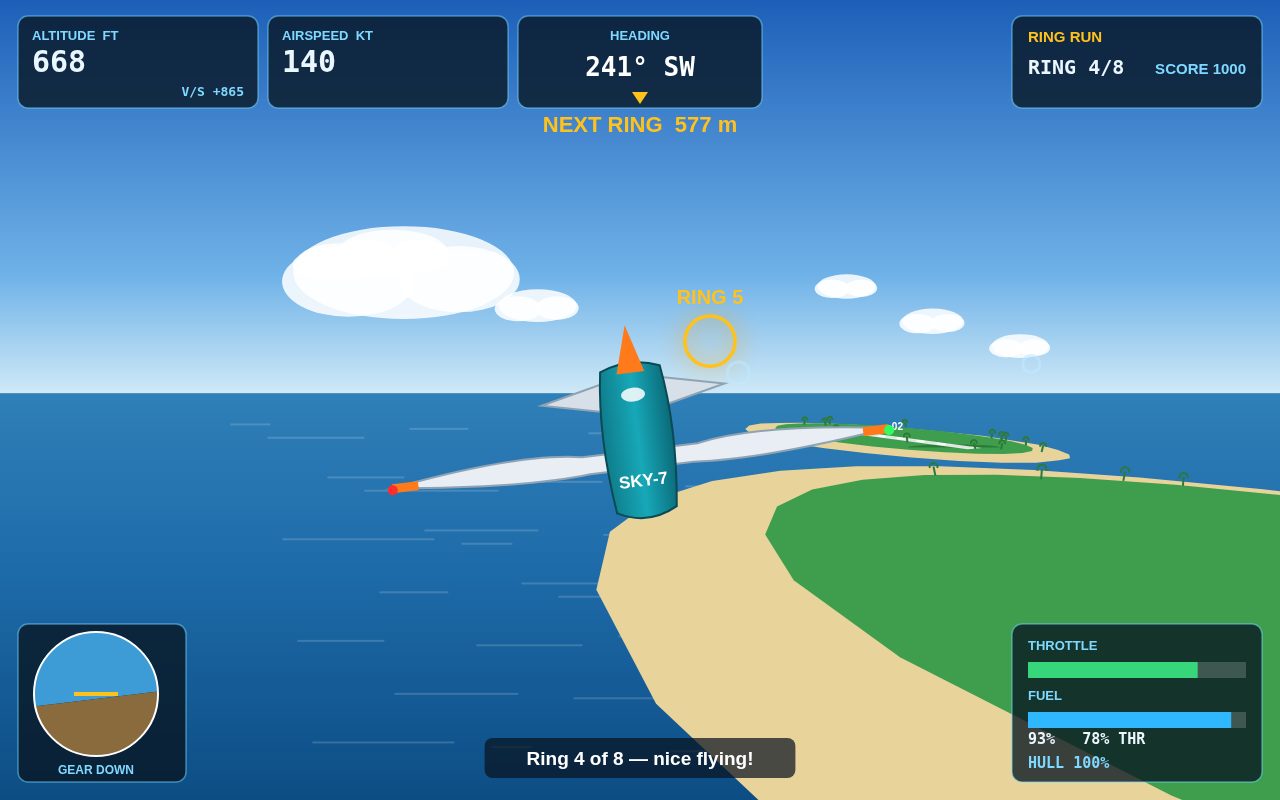 ALTITUDE FT
668
V/S +865
AIRSPEED KT
140
HEADING
241° SW
NEXT RING 577 m
RING RUN
RING 4/8 SCORE 1000
RING 5
02
SKY-7
GEAR DOWN
Ring 4 of 8 — nice flying!
THROTTLE
FUEL
93% 78% THR
HULL 100%